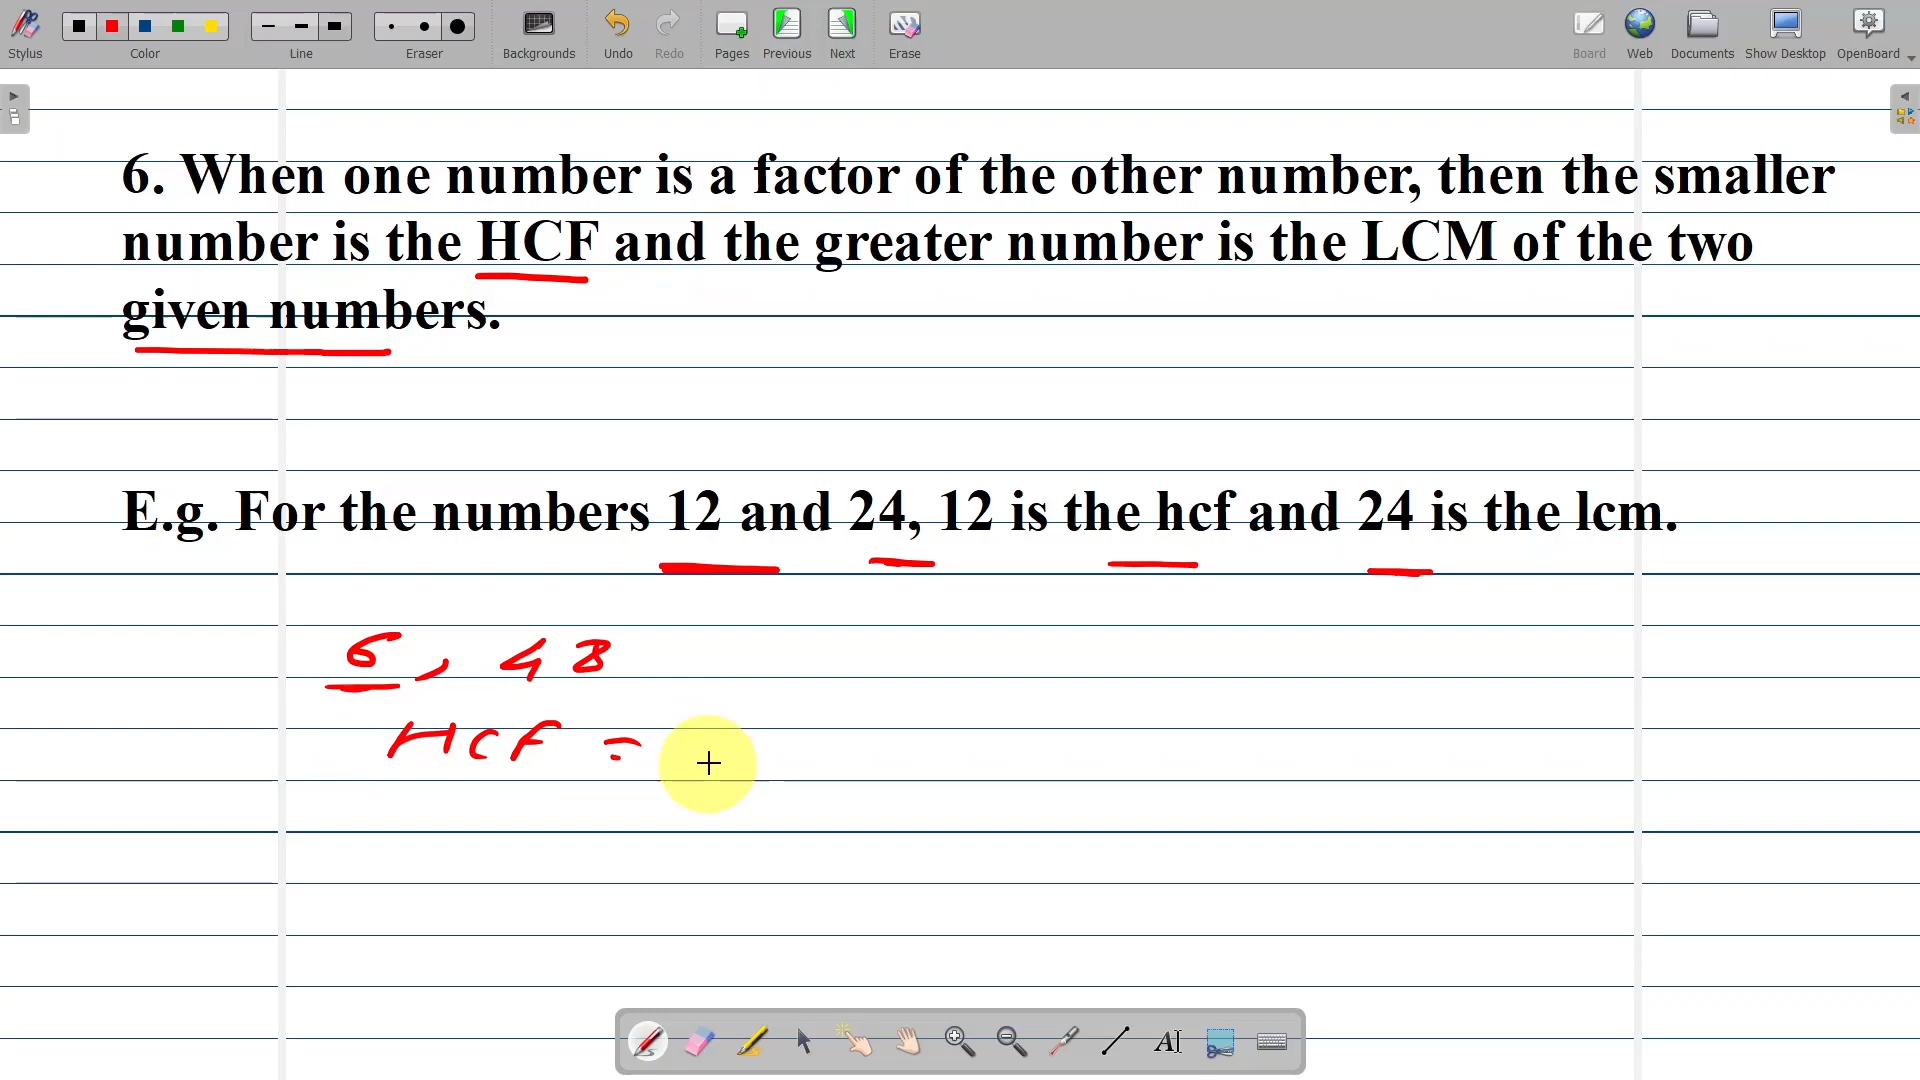 Stylus Color Line Eraser Backgrounds Undo Redo Pages Previous Next Erase Board Web Documents Show Desktop OpenBoard
6. When one number is a factor of the other number, then the smaller
number is the HCF and the greater number is the LCM of the two
given numbers.
E.g. For the numbers 12 and 24, 12 is the hcf and 24 is the lcm.
6, 48
HCF =